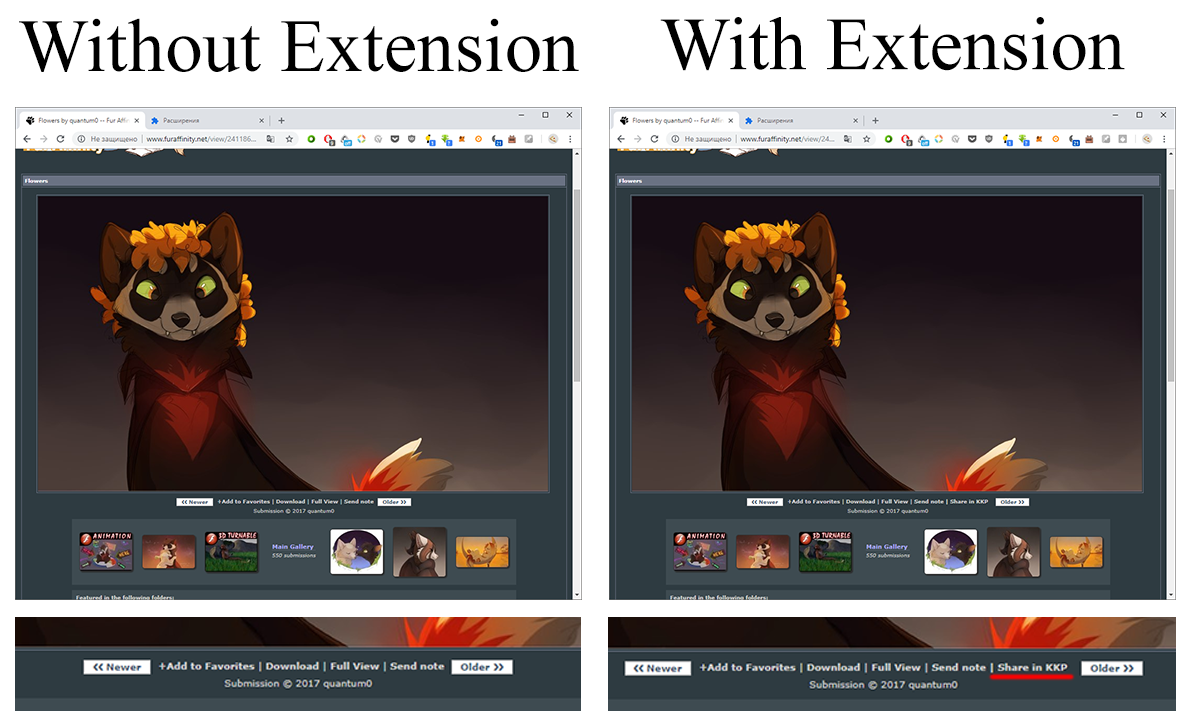 Without Extension
With Extension
Flowers by quantum0 -- Fur Affin
Расширения
Не защищено
www.furaffinity.net/view/241186...
Flowers
<< Newer +Add to Favorites | Download | Full View | Send note Older >>
Submission © 2017 quantum0
ANIMATION
3D TURNABLE
Main Gallery
550 submissions
Featured in the following folders:
Flowers by quantum0 -- Fur Affin
Расширения
Не защищено
www.furaffinity.net/view/24...
Flowers
<< Newer +Add to Favorites | Download | Full View | Send note | Share in KKP Older >>
Submission © 2017 quantum0
ANIMATION
3D TURNABLE
Main Gallery
550 submissions
Featured in the following folders:
<< Newer +Add to Favorites | Download | Full View | Send note Older >>
Submission © 2017 quantum0
<< Newer +Add to Favorites | Download | Full View | Send note | Share in KKP Older >>
Submission © 2017 quantum0